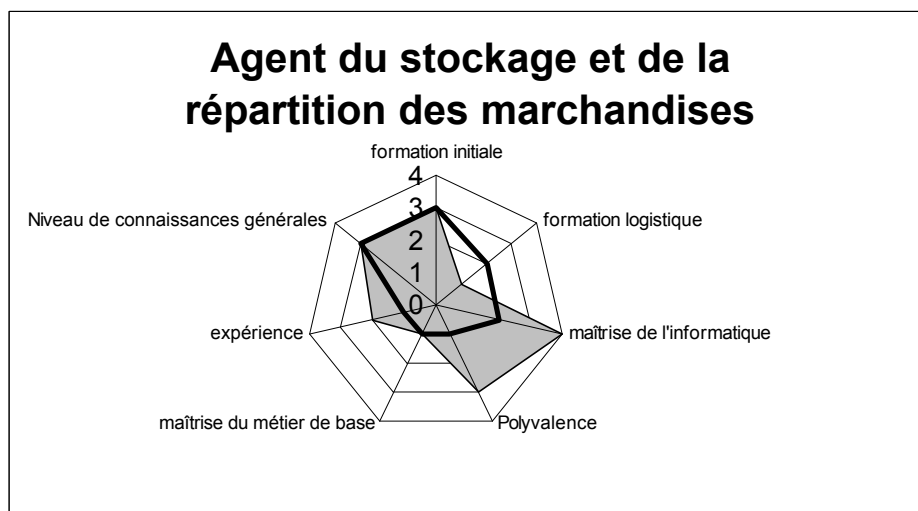 Agent du stockage et de la
répartition des marchandises
formation initiale
4
3
2
1
0
Niveau de connaissances générales
formation logistique
expérience
maîtrise de l'informatique
maîtrise du métier de base
Polyvalence